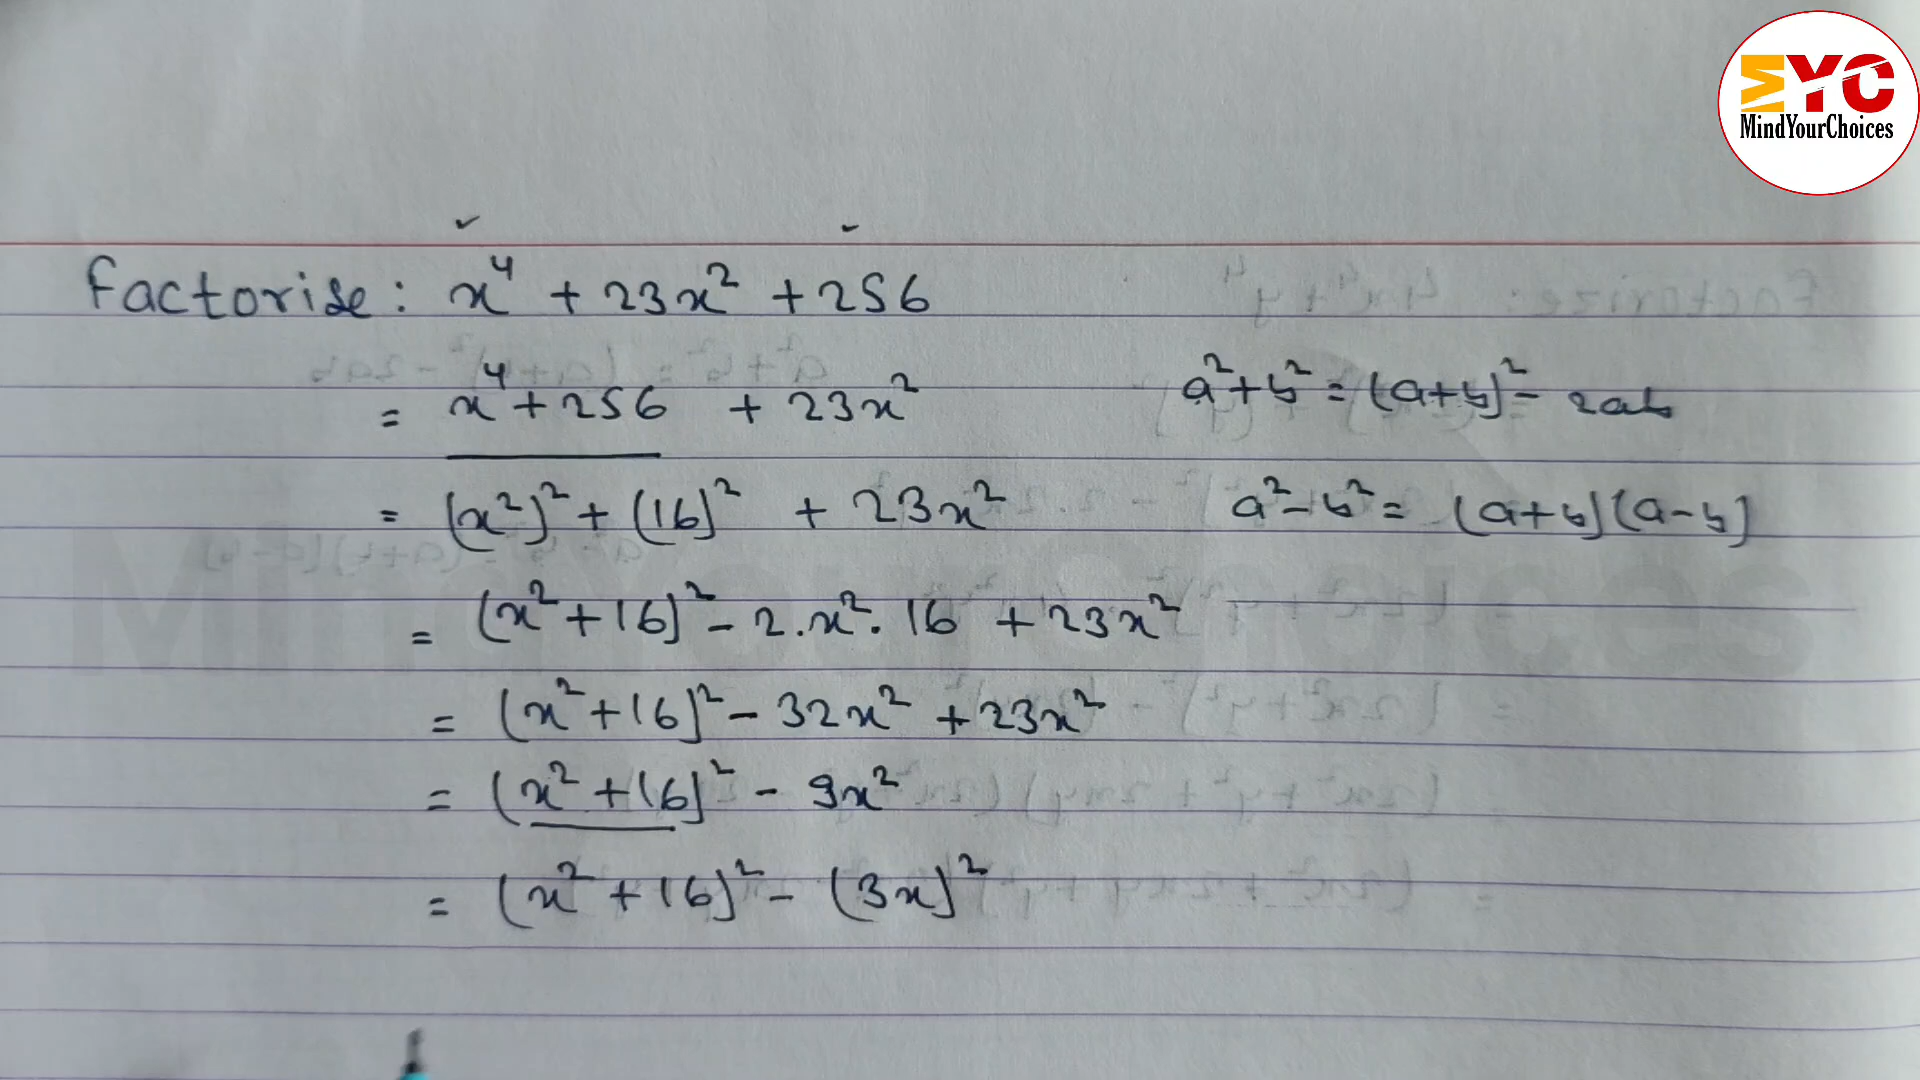 MYC
MindYourChoices
Factorise: x⁴ + 23x² + 256
= x⁴ + 256 + 23x²
a² + b² = (a+b)² - 2ab
= (x²)² + (16)² + 23x²
a² - b² = (a+b)(a-b)
= (x² + 16)² - 2.x².16 + 23x²
= (x² + 16)² - 32x² + 23x²
= (x² + 16)² - 9x²
= (x² + 16)² - (3x)²
MindYourChoices